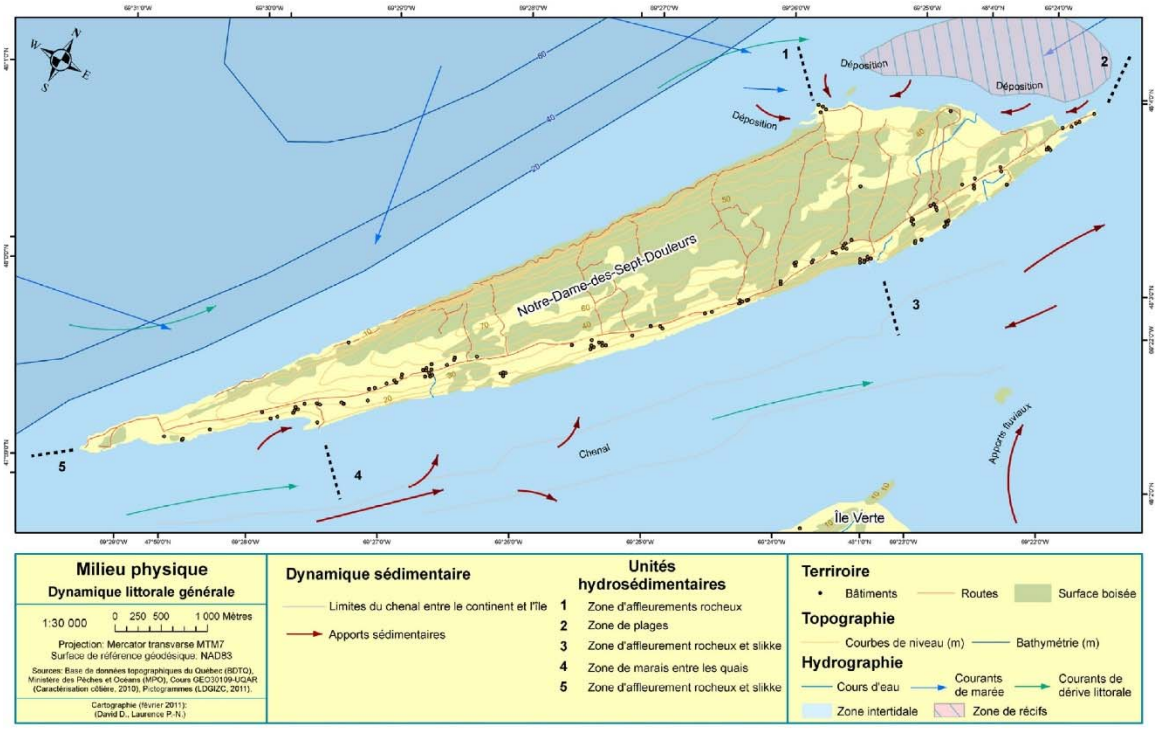 N
W
E
S
1
2
3
4
5
Déposition
Déposition
Déposition
60
40
20
Notre-Dame-des-Sept-Douleurs
Chenal
Apports fluviaux
Île Verte
Milieu physique
Dynamique littorale générale
1:30 000
0 250 500 1 000 Mètres
Projection: Mercator transverse MTM7
Surface de référence géodésique: NAD83
Sources: Base de données topographiques du Québec (BDTQ),
Ministère des Pêches et Océans (MPO), Cours GEO30109-UQAR
(Caractérisation côtière, 2010), Pictogrammes (LDGIZC, 2011).
Cartographie (février 2011):
(David D., Laurence P.-N.)
Dynamique sédimentaire
Limites du chenal entre le continent et l'île
Apports sédimentaires
Unités
hydrosédimentaires
1 Zone d'affleurements rocheux
2 Zone de plages
3 Zone d'affleurement rocheux et slikke
4 Zone de marais entre les quais
5 Zone d'affleurement rocheux et slikke
Terriroire
Bâtiments Routes Surface boisée
Topographie
Courbes de niveau (m) Bathymétrie (m)
Hydrographie
Cours d'eau Courants de marée Courants de dérive littorale
Zone intertidale Zone de récifs